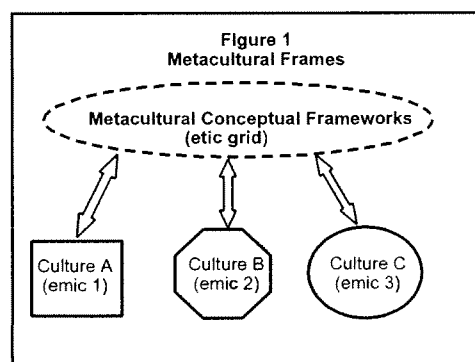 Figure 1
Metacultural Frames
Metacultural Conceptual Frameworks
(etic grid)
Culture A
(emic 1)
Culture B
(emic 2)
Culture C
(emic 3)